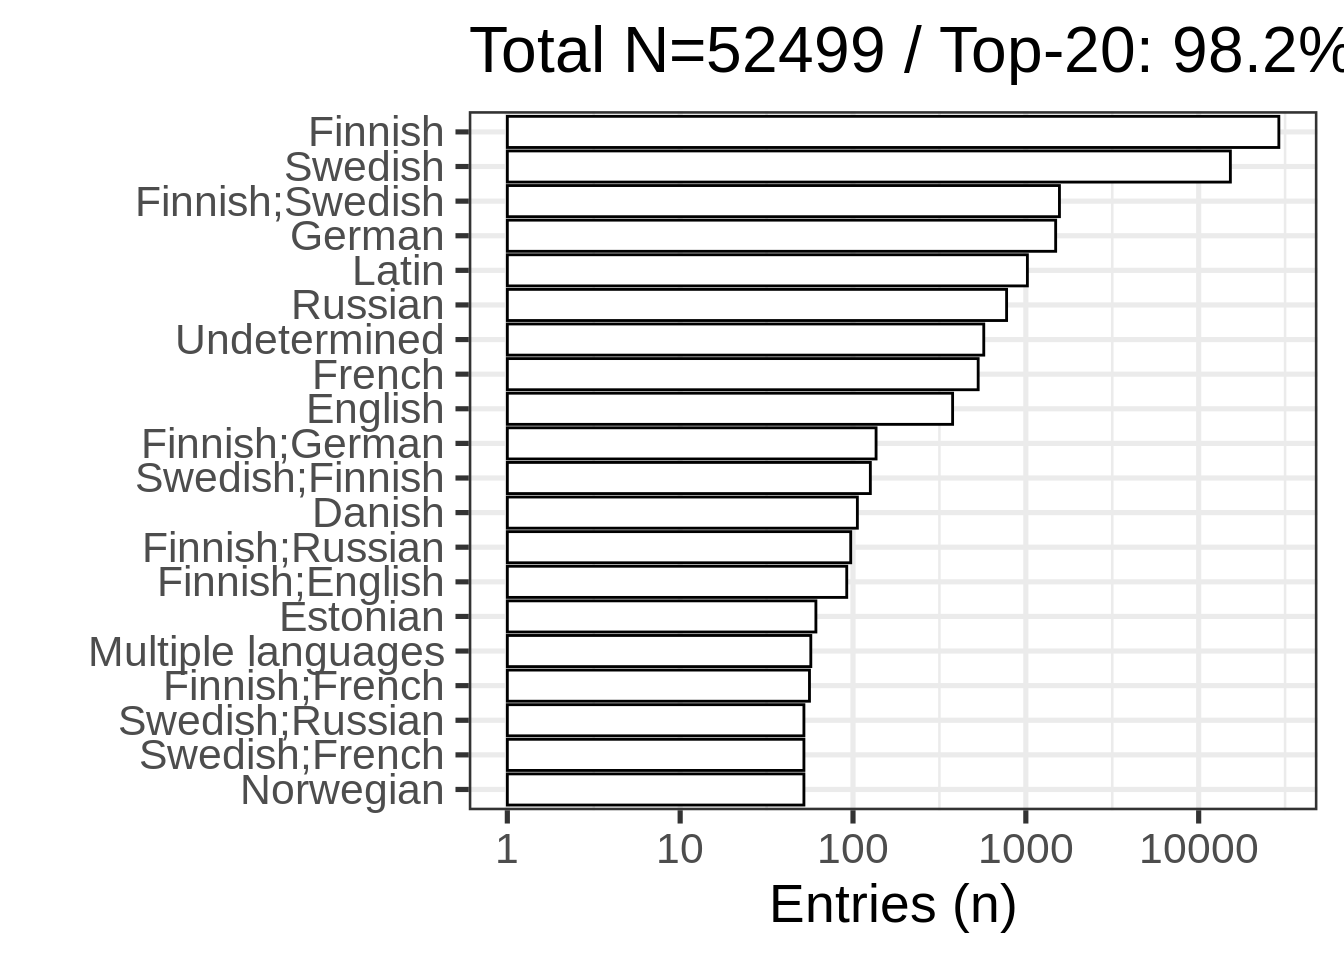 Total N=52499 / Top-20: 98.2%
Finnish
Swedish
Finnish;Swedish
German
Latin
Russian
Undetermined
French
English
Finnish;German
Swedish;Finnish
Danish
Finnish;Russian
Finnish;English
Estonian
Multiple languages
Finnish;French
Swedish;Russian
Swedish;French
Norwegian
1 10 100 1000 10000
Entries (n)